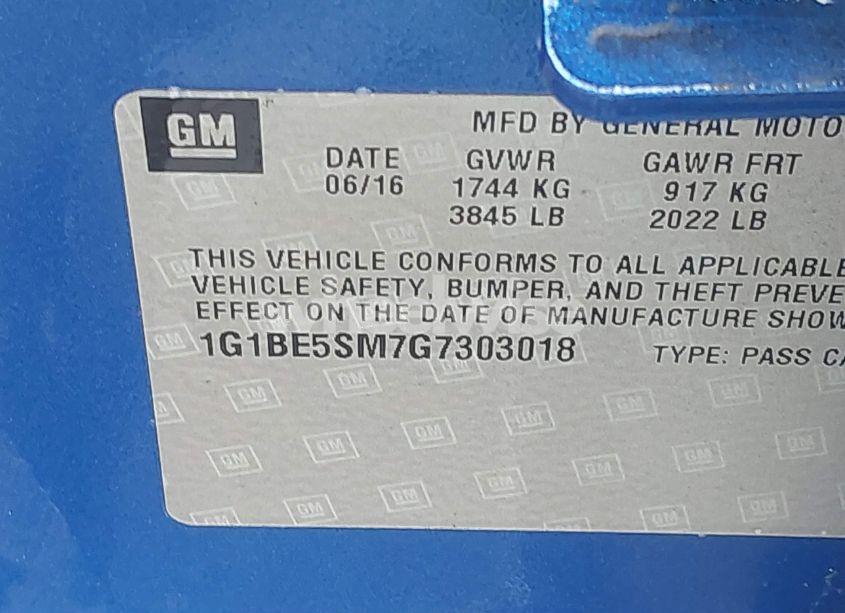 GM
MFD BY GENERAL MOTO
DATE GVWR GAWR FRT
06/16 1744 KG 917 KG
3845 LB 2022 LB
THIS VEHICLE CONFORMS TO ALL APPLICABLE
VEHICLE SAFETY, BUMPER, AND THEFT PREVE
EFFECT ON THE DATE OF MANUFACTURE SHOW
1G1BE5SM7G7303018 TYPE: PASS CA